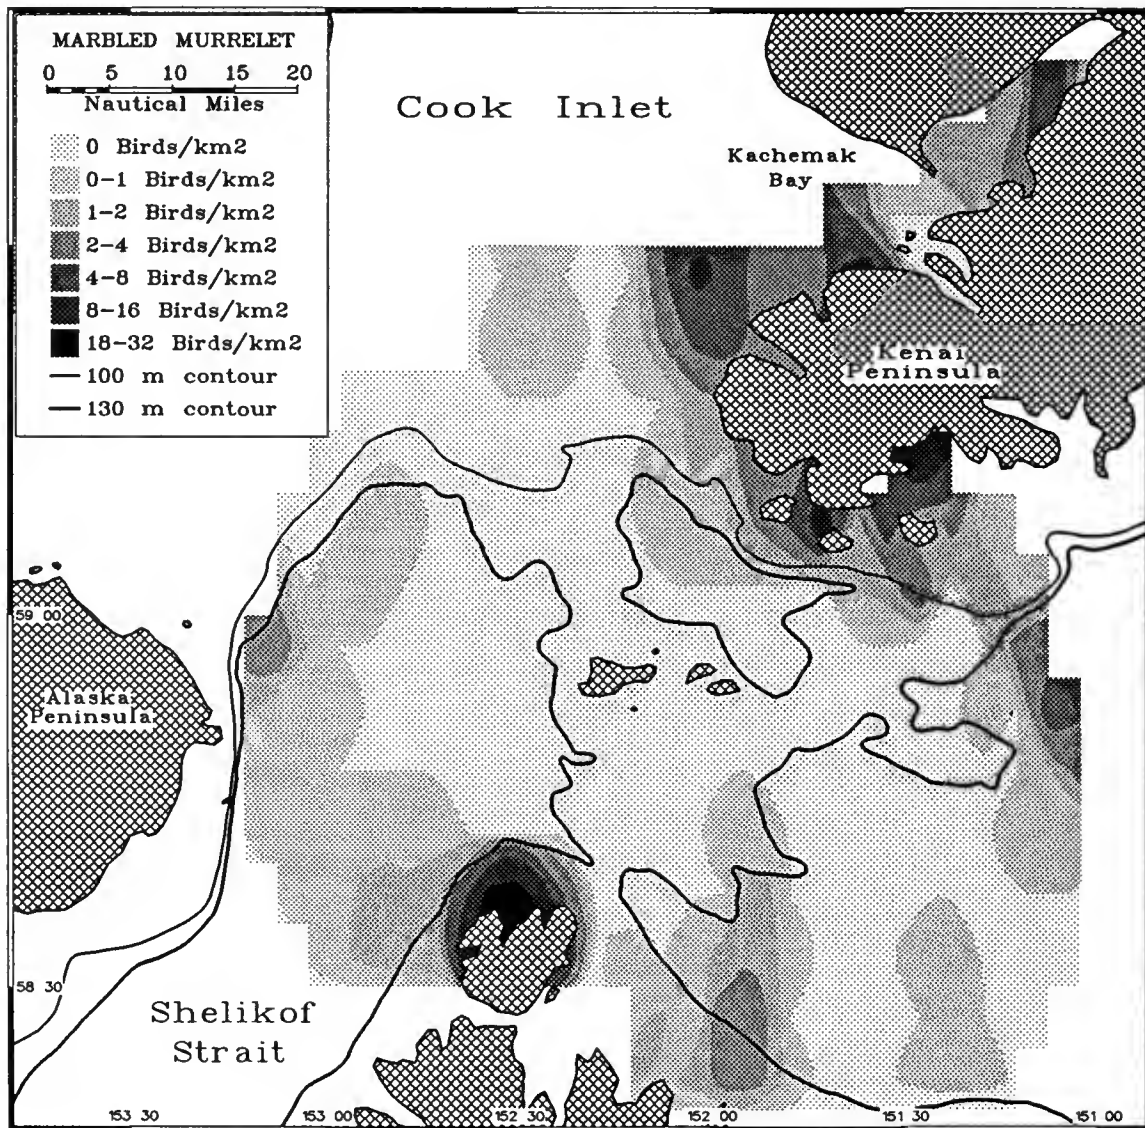 MARBLED MURRELET
0 5 10 15 20
Nautical Miles
0 Birds/km2
0-1 Birds/km2
1-2 Birds/km2
2-4 Birds/km2
4-8 Birds/km2
8-16 Birds/km2
18-32 Birds/km2
100 m contour
130 m contour
Cook Inlet
Kachemak
Bay
Kenai
Peninsula
59 00
Alaska
Peninsula
58 30
Shelikof
Strait
153 30
153 00
152 30
152 00
151 30
151 00